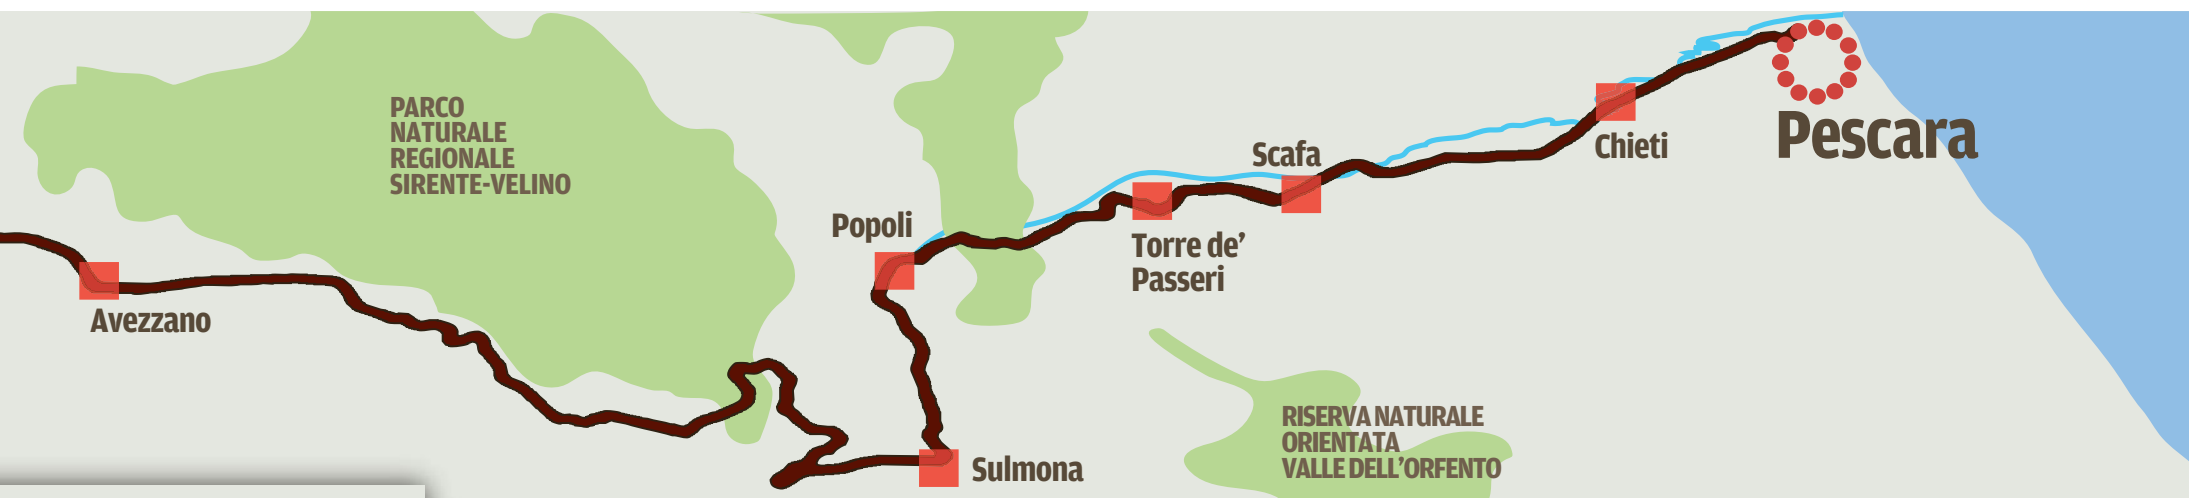 PARCO
NATURALE
REGIONALE
SIRENTE-VELINO
Avezzano
Popoli
Sulmona
Torre de’
Passeri
Scafa
Chieti
Pescara
RISERVA NATURALE
ORIENTATA
VALLE DELL’ORFENTO